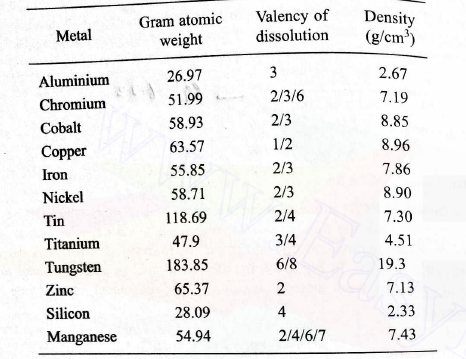 Metal Gram atomic weight Valency of dissolution Density (g/cm³)
Aluminium 26.97 3 2.67
Chromium 51.99 2/3/6 7.19
Cobalt 58.93 2/3 8.85
Copper 63.57 1/2 8.96
Iron 55.85 2/3 7.86
Nickel 58.71 2/3 8.90
Tin 118.69 2/4 7.30
Titanium 47.9 3/4 4.51
Tungsten 183.85 6/8 19.3
Zinc 65.37 2 7.13
Silicon 28.09 4 2.33
Manganese 54.94 2/4/6/7 7.43